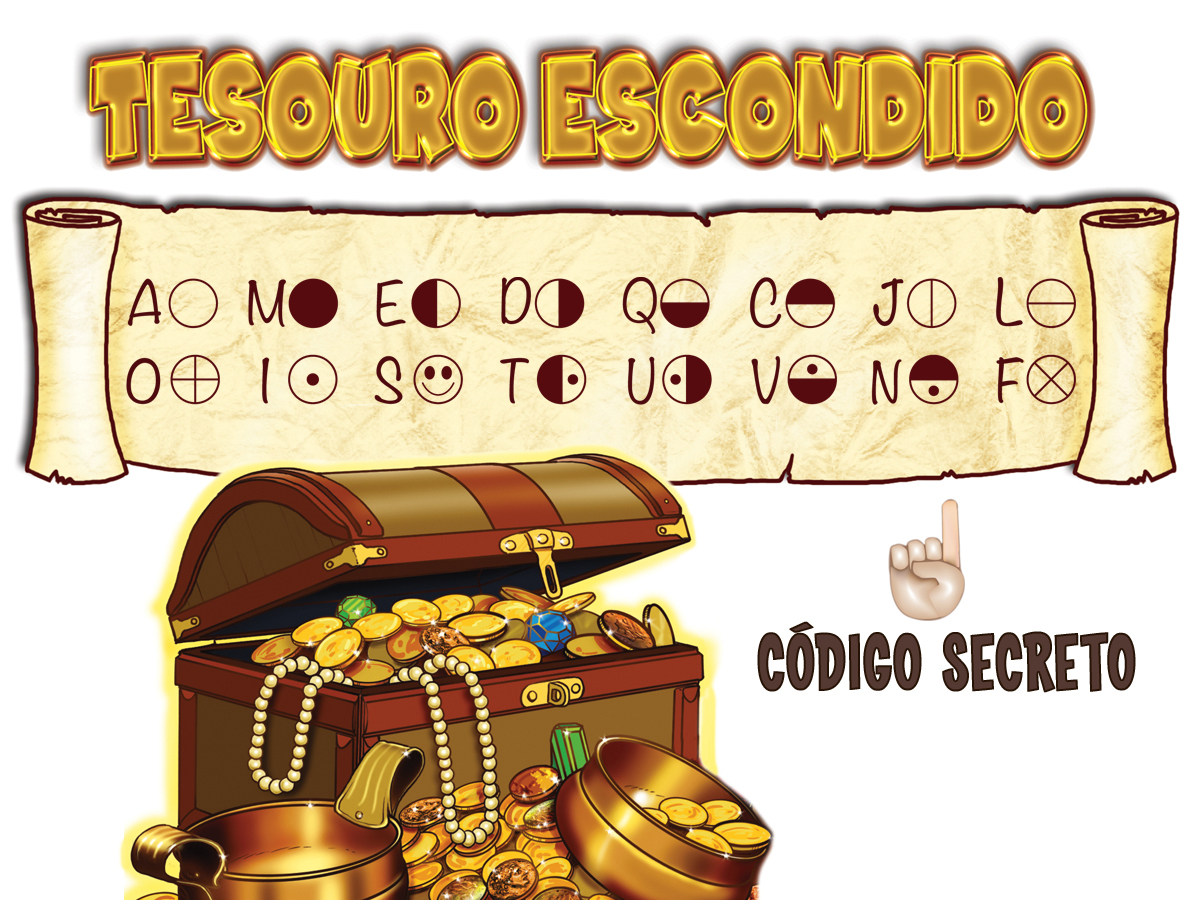 TESOURO ESCONDIDO
A M E D Q C J L
O I S T U V N F
CÓDIGO SECRETO